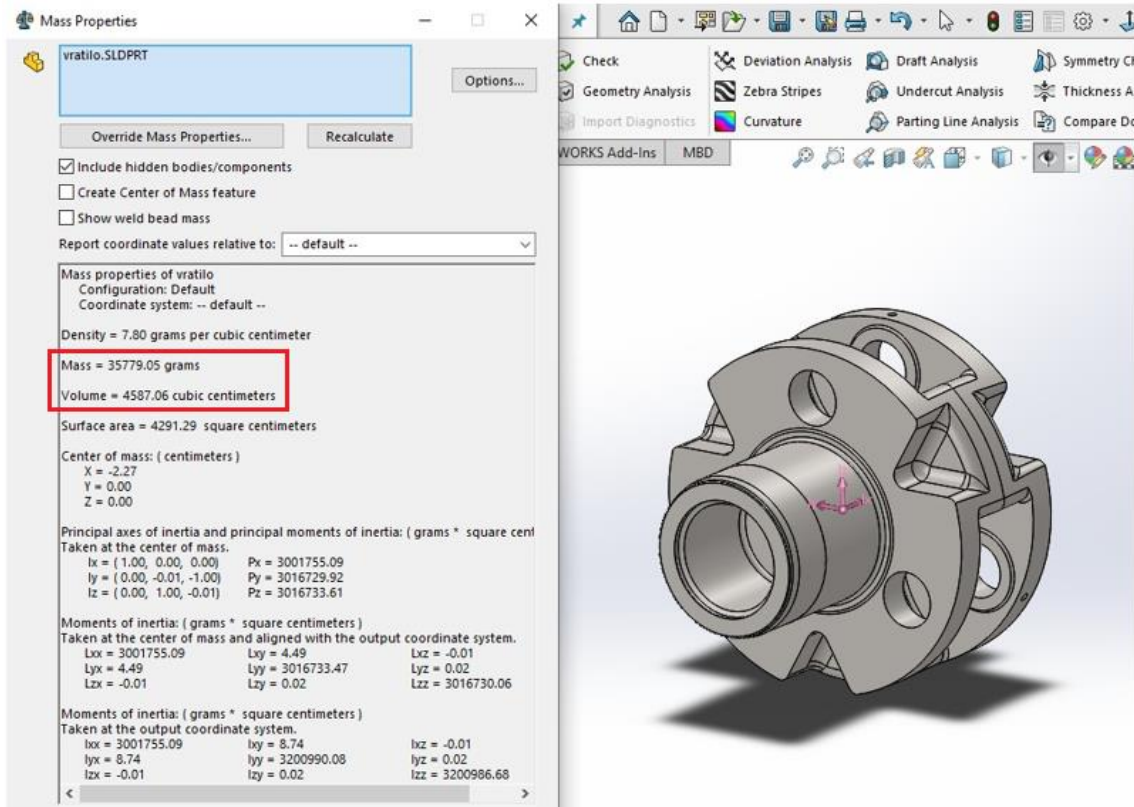 Mass Properties
vratilo.SLDPRT
Options...
Override Mass Properties...
Recalculate
Include hidden bodies/components
Create Center of Mass feature
Show weld bead mass
Report coordinate values relative to: -- default --
Mass properties of vratilo
Configuration: Default
Coordinate system: -- default --
Density = 7.80 grams per cubic centimeter
Mass = 35779.05 grams
Volume = 4587.06 cubic centimeters
Surface area = 4291.29 square centimeters
Center of mass: ( centimeters )
X = -2.27
Y = 0.00
Z = 0.00
Principal axes of inertia and principal moments of inertia: ( grams * square cent
Taken at the center of mass.
Ix = ( 1.00, 0.00, 0.00) Px = 3001755.09
Iy = ( 0.00, -0.01, -1.00) Py = 3016729.92
Iz = ( 0.00, 1.00, -0.01) Pz = 3016733.61
Moments of inertia: ( grams * square centimeters )
Taken at the center of mass and aligned with the output coordinate system.
Lxx = 3001755.09 Lxy = 4.49 Lxz = -0.01
Lyx = 4.49 Lyy = 3016733.47 Lyz = 0.02
Lzx = -0.01 Lzy = 0.02 Lzz = 3016730.06
Moments of inertia: ( grams * square centimeters )
Taken at the output coordinate system.
Ixx = 3001755.09 Ixy = 8.74 Ixz = -0.01
Iyx = 8.74 Iyy = 3200990.08 Iyz = 0.02
Izx = -0.01 Izy = 0.02 Izz = 3200986.68
Check Deviation Analysis Draft Analysis Symmetry Ch
Geometry Analysis Zebra Stripes Undercut Analysis Thickness A
Import Diagnostics Curvature Parting Line Analysis Compare Do
WORKS Add-Ins MBD